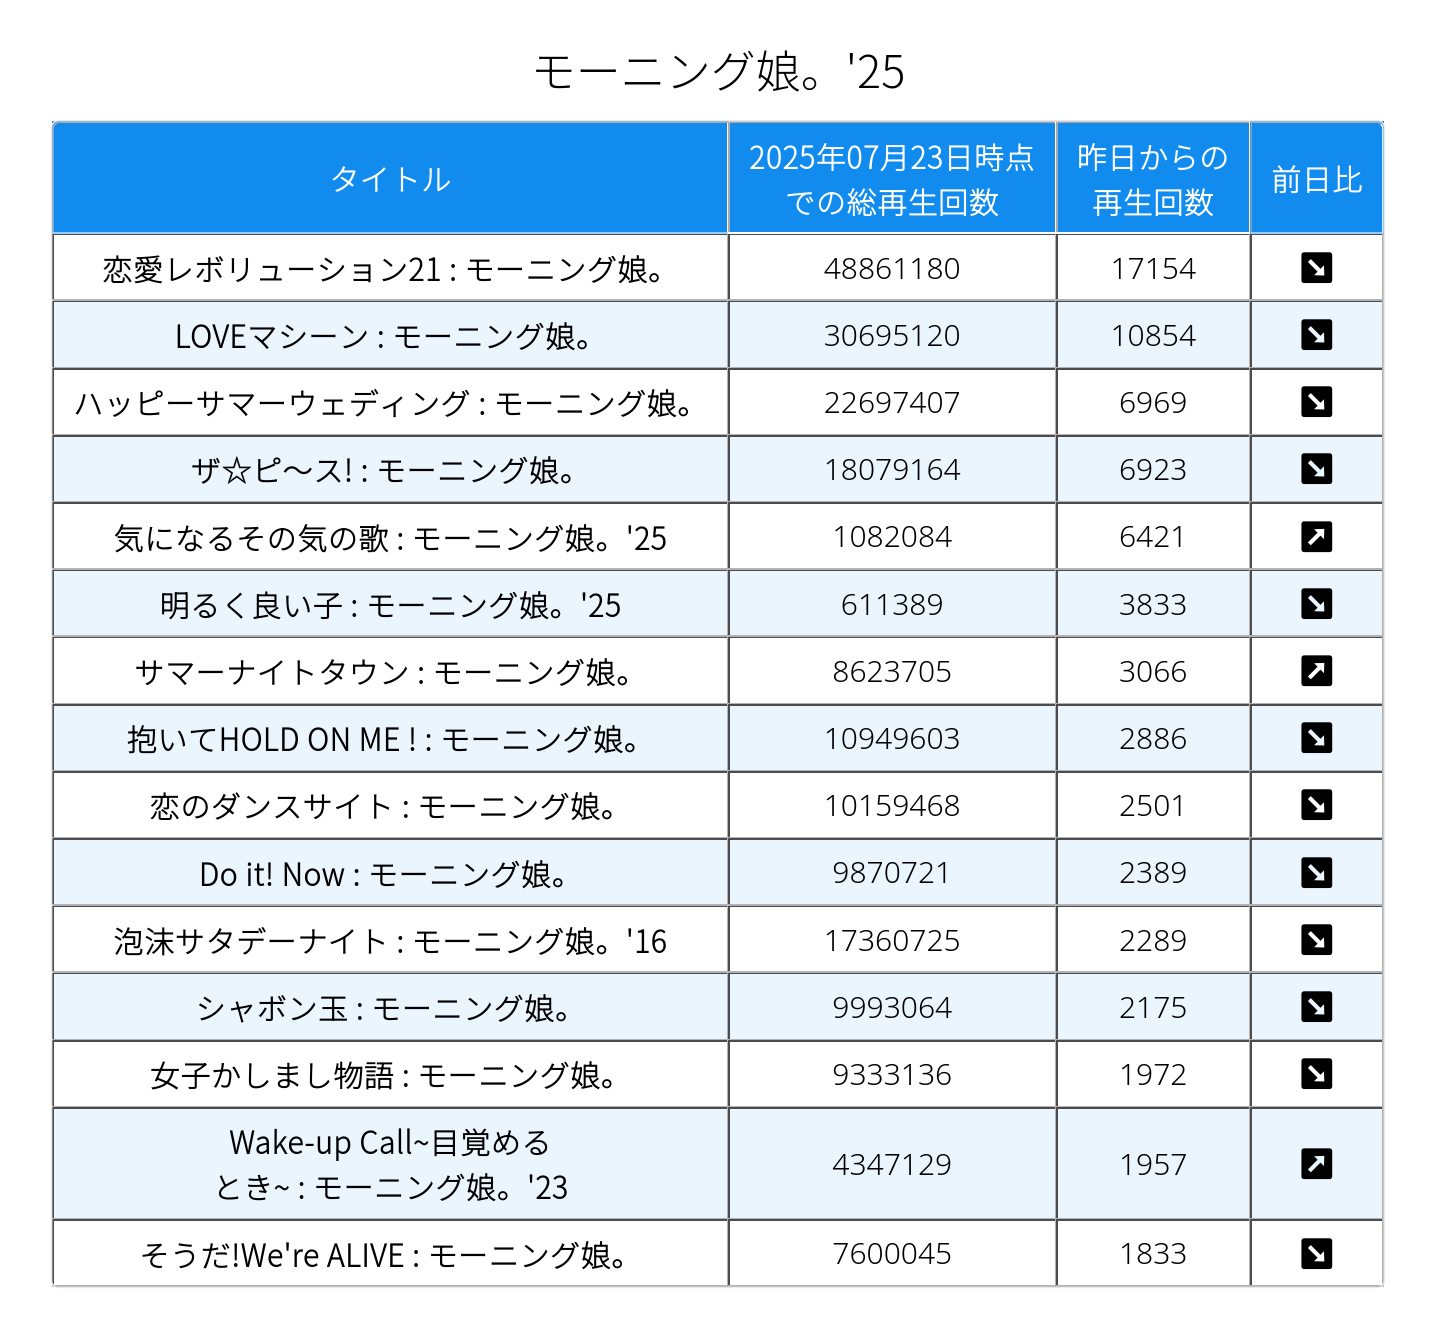 モーニング娘。'25
タイトル
2025年07月23日時点
での総再生回数
昨日からの
再生回数
前日比
恋愛レボリューション21 : モーニング娘。 48861180 17154 ↘
LOVEマシーン : モーニング娘。 30695120 10854 ↘
ハッピーサマーウェディング : モーニング娘。 22697407 6969 ↘
ザ☆ピ〜ス! : モーニング娘。 18079164 6923 ↘
気になるその気の歌 : モーニング娘。'25 1082084 6421 ↗
明るく良い子 : モーニング娘。'25 611389 3833 ↘
サマーナイトタウン : モーニング娘。 8623705 3066 ↗
抱いてHOLD ON ME ! : モーニング娘。 10949603 2886 ↘
恋のダンスサイト : モーニング娘。 10159468 2501 ↘
Do it! Now : モーニング娘。 9870721 2389 ↘
泡沫サタデーナイト : モーニング娘。'16 17360725 2289 ↘
シャボン玉 : モーニング娘。 9993064 2175 ↘
女子かしまし物語 : モーニング娘。 9333136 1972 ↘
Wake-up Call~目覚める
とき~ : モーニング娘。'23 4347129 1957 ↗
そうだ!We're ALIVE : モーニング娘。 7600045 1833 ↘